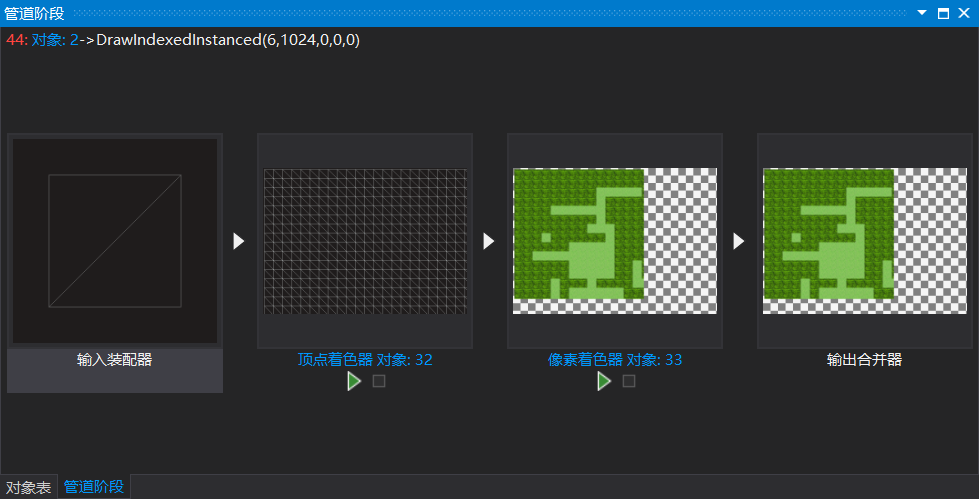 管道阶段
44: 对象: 2->DrawIndexedInstanced(6,1024,0,0,0)
输入装配器
顶点着色器 对象: 32
像素着色器 对象: 33
输出合并器
对象表 管道阶段